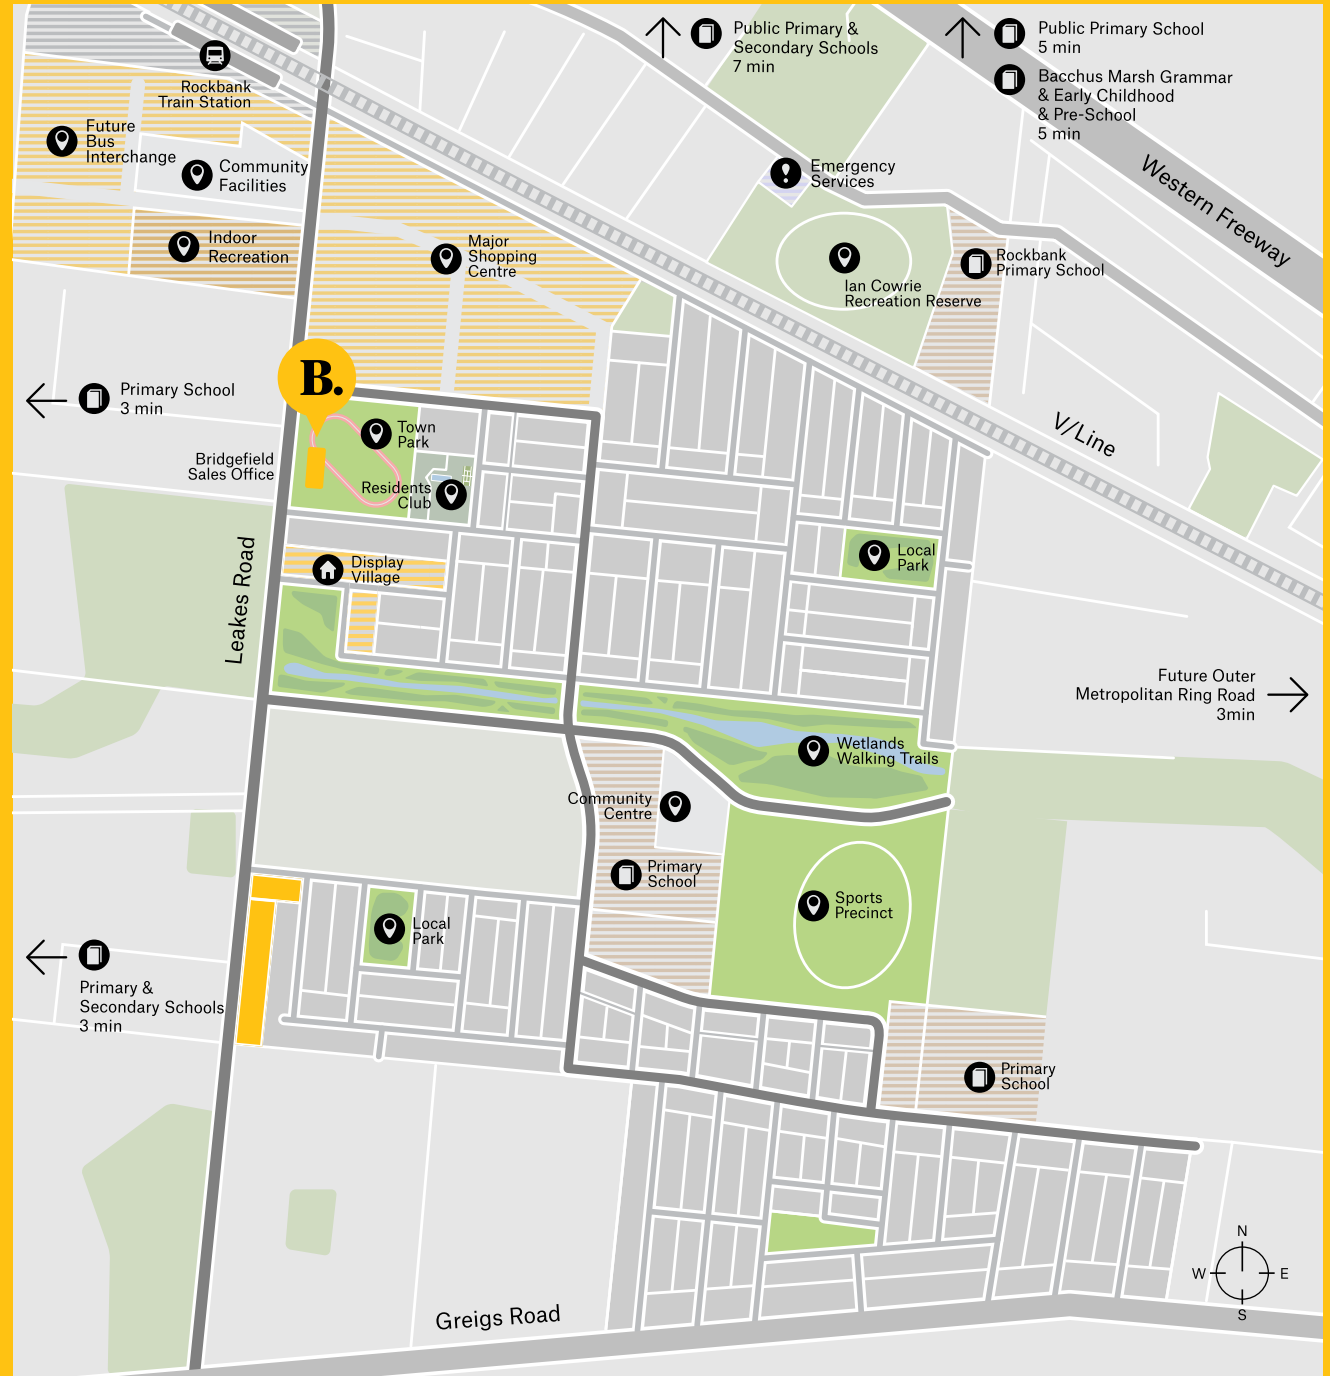 Public Primary &
Secondary Schools
7 min
Public Primary School
5 min
Bacchus Marsh Grammar
& Early Childhood
& Pre-School
5 min
Rockbank
Train Station
Future
Bus
Interchange
Community
Facilities
Emergency
Services
Western Freeway
Indoor
Recreation
Major
Shopping
Centre
Rockbank
Primary School
Ian Cowrie
Recreation Reserve
B.
Primary School
3 min
Town
Park
V/Line
Bridgefield
Sales Office
Residents
Club
Leakes Road
Display
Village
Local
Park
Future Outer
Metropolitan Ring Road
3min
Wetlands
Walking Trails
Community
Centre
Primary
School
Sports
Precinct
Local
Park
Primary &
Secondary Schools
3 min
Primary
School
Greigs Road
N
W
E
S